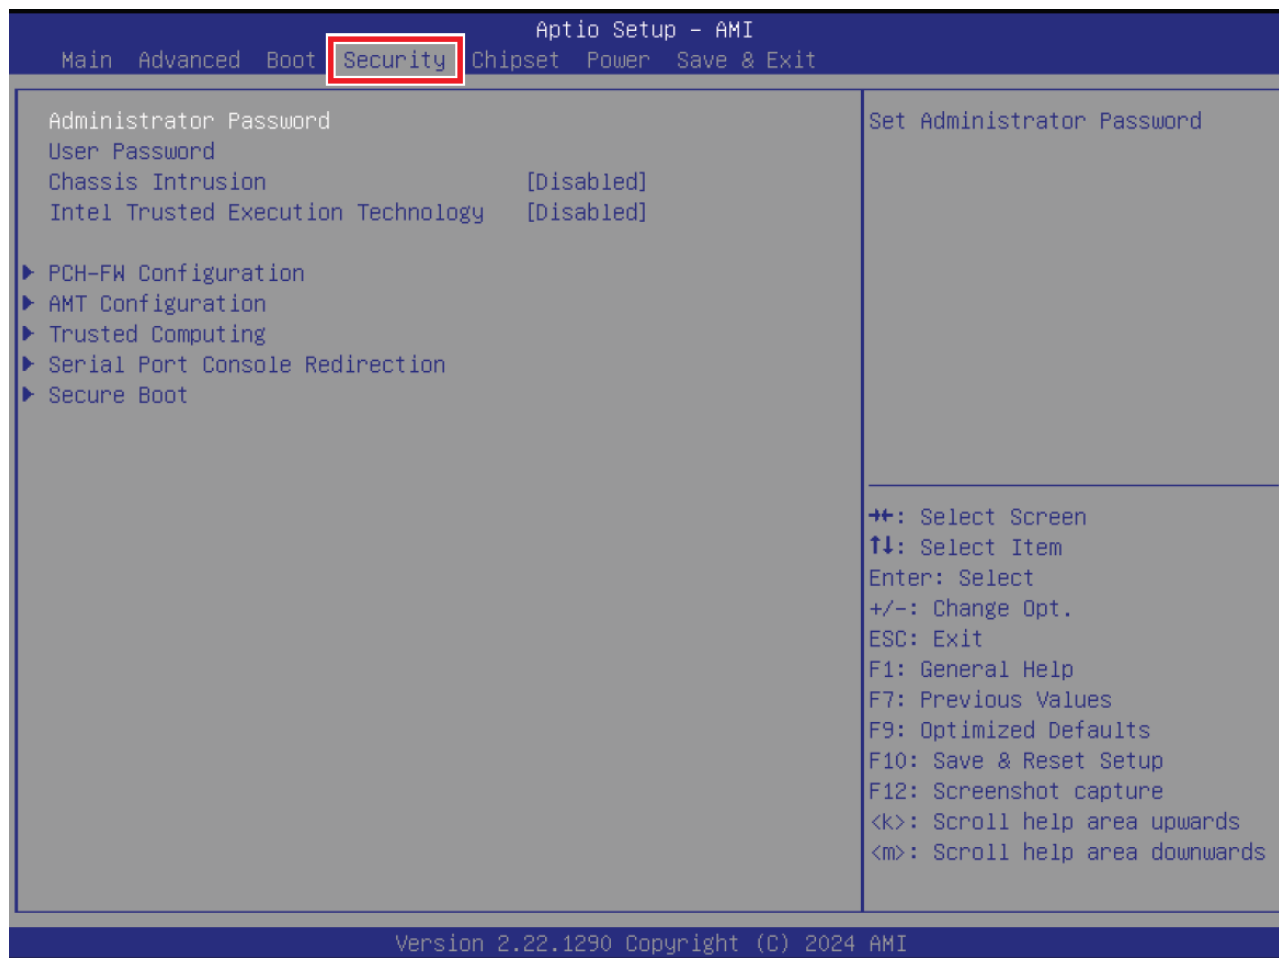 Aptio Setup – AMI
Main Advanced Boot Security Chipset Power Save & Exit
Administrator Password
User Password
Chassis Intrusion [Disabled]
Intel Trusted Execution Technology [Disabled]
PCH-FW Configuration
AMT Configuration
Trusted Computing
Serial Port Console Redirection
Secure Boot
Set Administrator Password
→←: Select Screen
↑↓: Select Item
Enter: Select
+/-: Change Opt.
ESC: Exit
F1: General Help
F7: Previous Values
F9: Optimized Defaults
F10: Save & Reset Setup
F12: Screenshot capture
<k>: Scroll help area upwards
<m>: Scroll help area downwards
Version 2.22.1290 Copyright (C) 2024 AMI